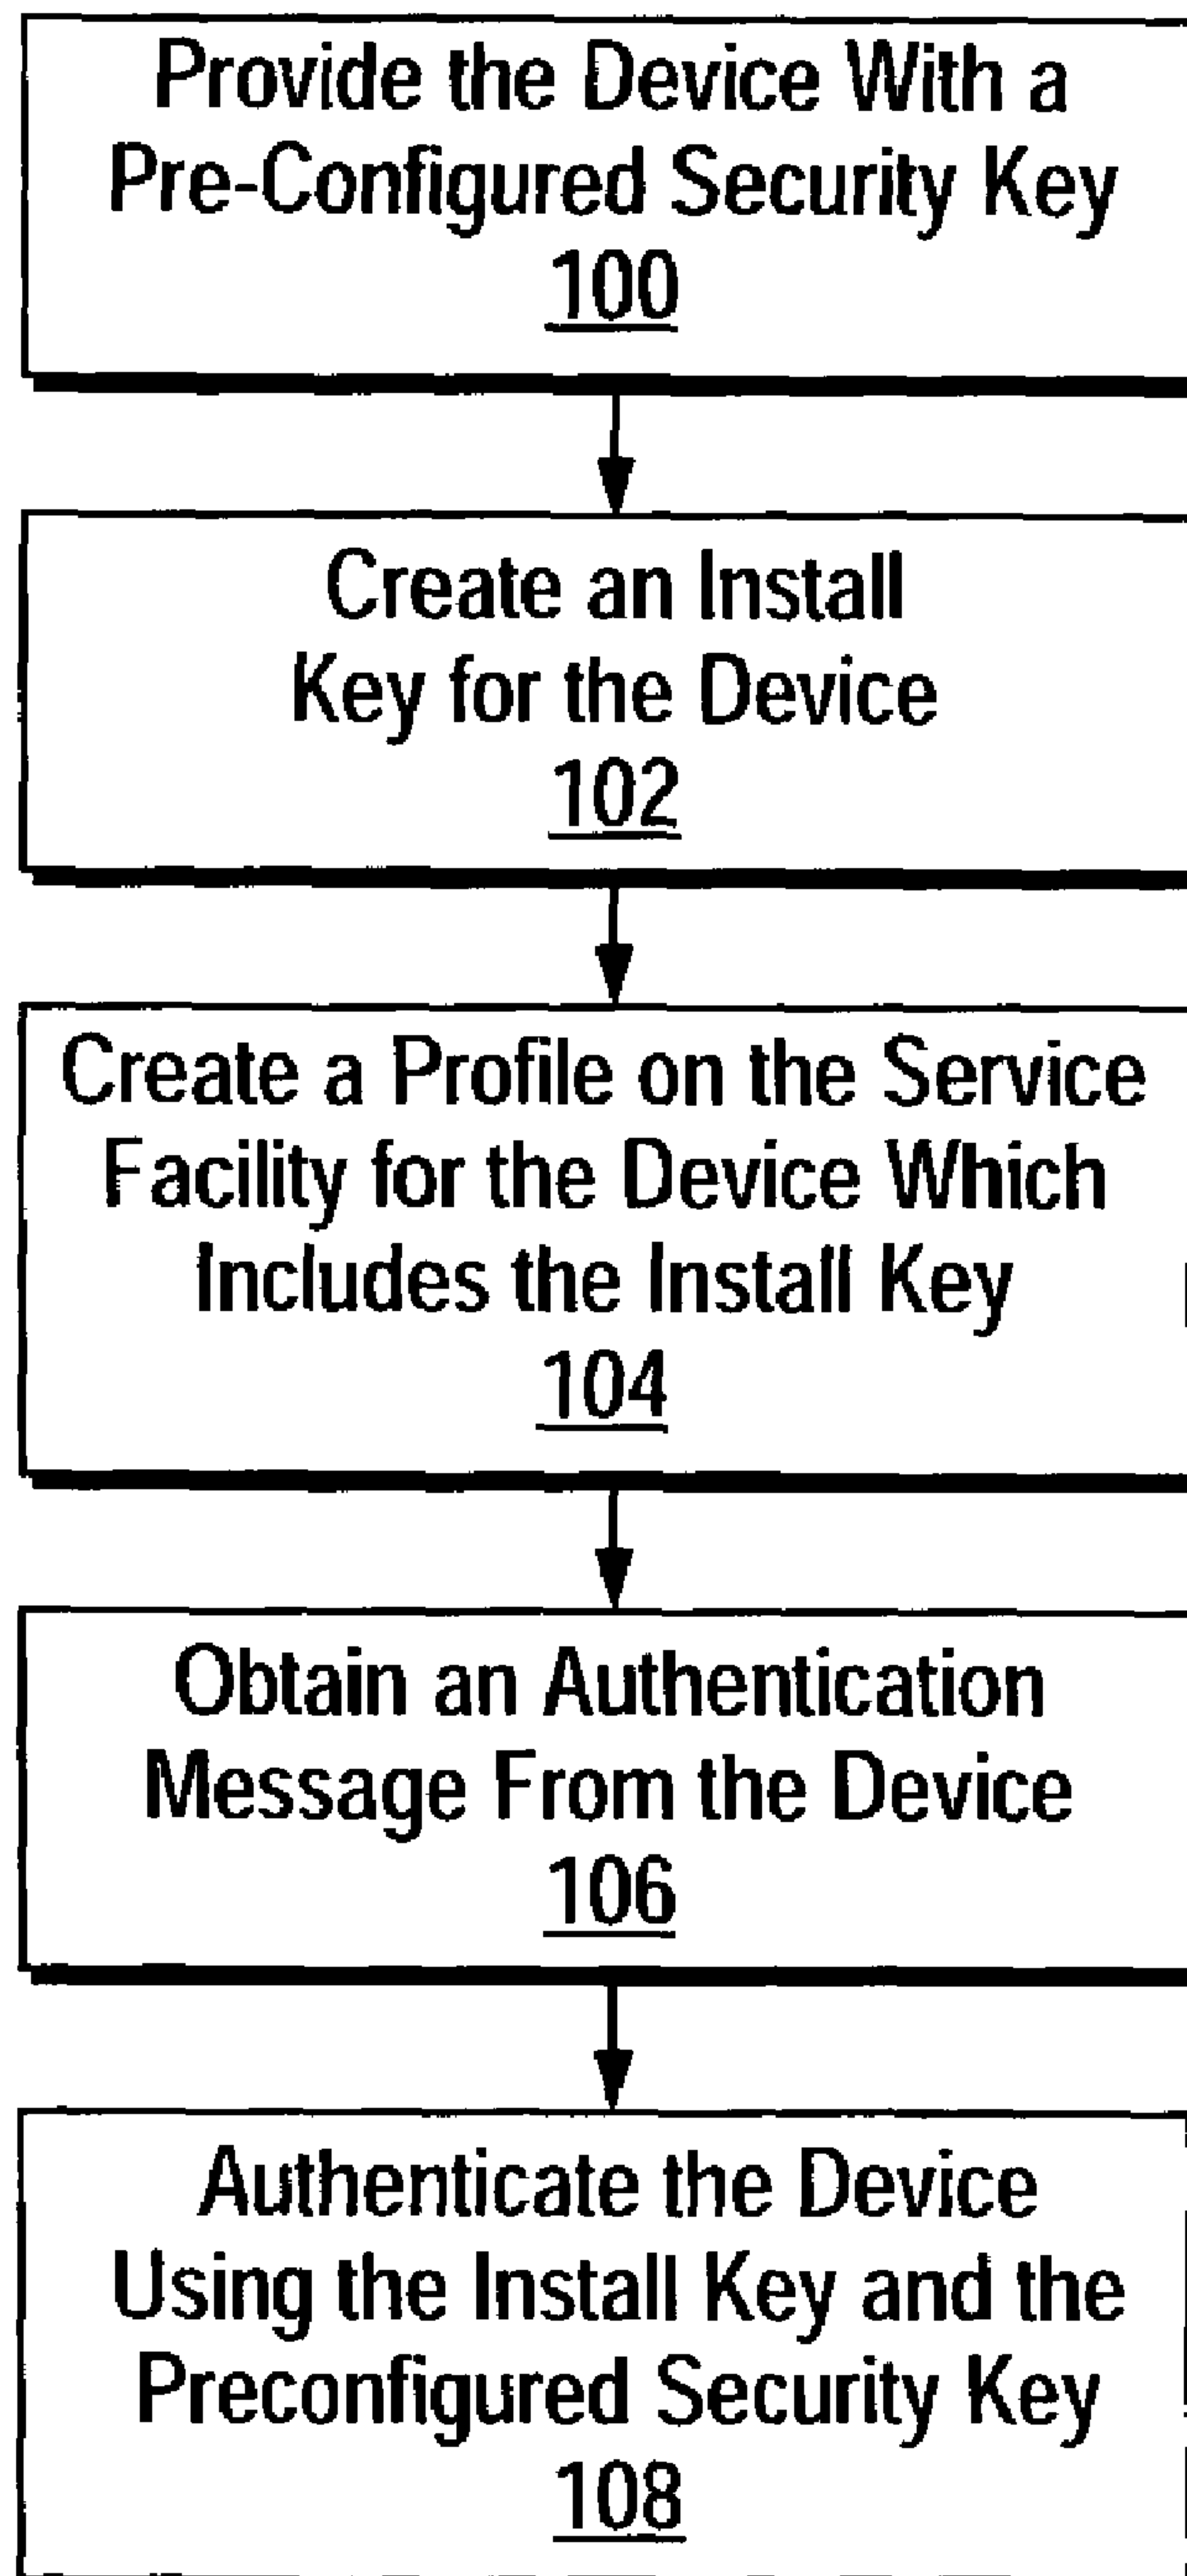 Provide the Device With a
Pre-Configured Security Key
100
Create an Install
Key for the Device
102
Create a Profile on the Service
Facility for the Device Which
Includes the Install Key
104
Obtain an Authentication
Message From the Device
106
Authenticate the Device
Using the Install Key and the
Preconfigured Security Key
108